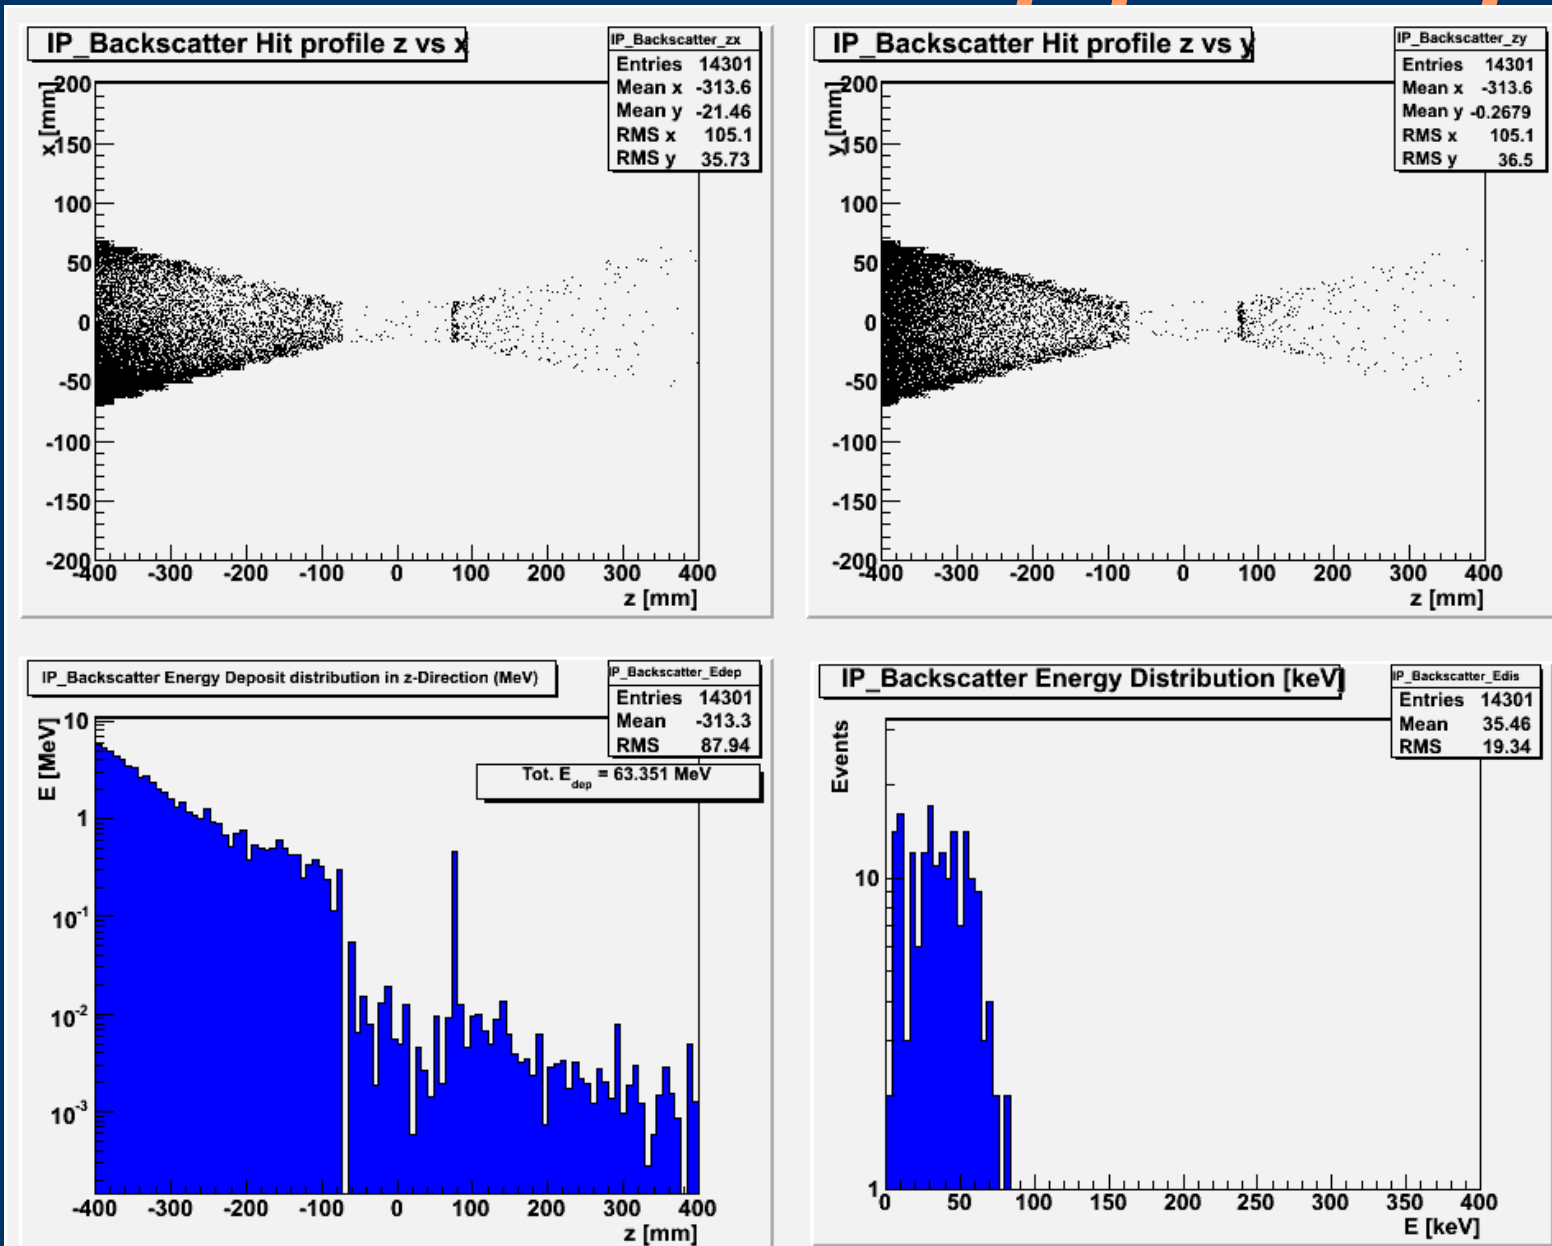 IP_Backscatter Hit profile z vs x
IP_Backscatter_zx
Entries 14301
Mean x -313.6
Mean y -21.46
RMS x 105.1
RMS y 35.73
x [mm]
200
150
100
50
0
-50
-100
-150
-200
-400 -300 -200 -100 0 100 200 300 400
z [mm]
IP_Backscatter Hit profile z vs y
IP_Backscatter_zy
Entries 14301
Mean x -313.6
Mean y -0.2679
RMS x 105.1
RMS y 36.5
y [mm]
200
150
100
50
0
-50
-100
-150
-200
-400 -300 -200 -100 0 100 200 300 400
z [mm]
IP_Backscatter Energy Deposit distribution in z-Direction (MeV)
IP_Backscatter_Edep
Entries 14301
Mean -313.3
RMS 87.94
Tot. E_dep = 63.351 MeV
E [MeV]
10
1
10^-1
10^-2
10^-3
-400 -300 -200 -100 0 100 200 300 400
z [mm]
IP_Backscatter Energy Distribution [keV]
IP_Backscatter_Edis
Entries 14301
Mean 35.46
RMS 19.34
Events
10
1
0 50 100 150 200 250 300 350 400
E [keV]